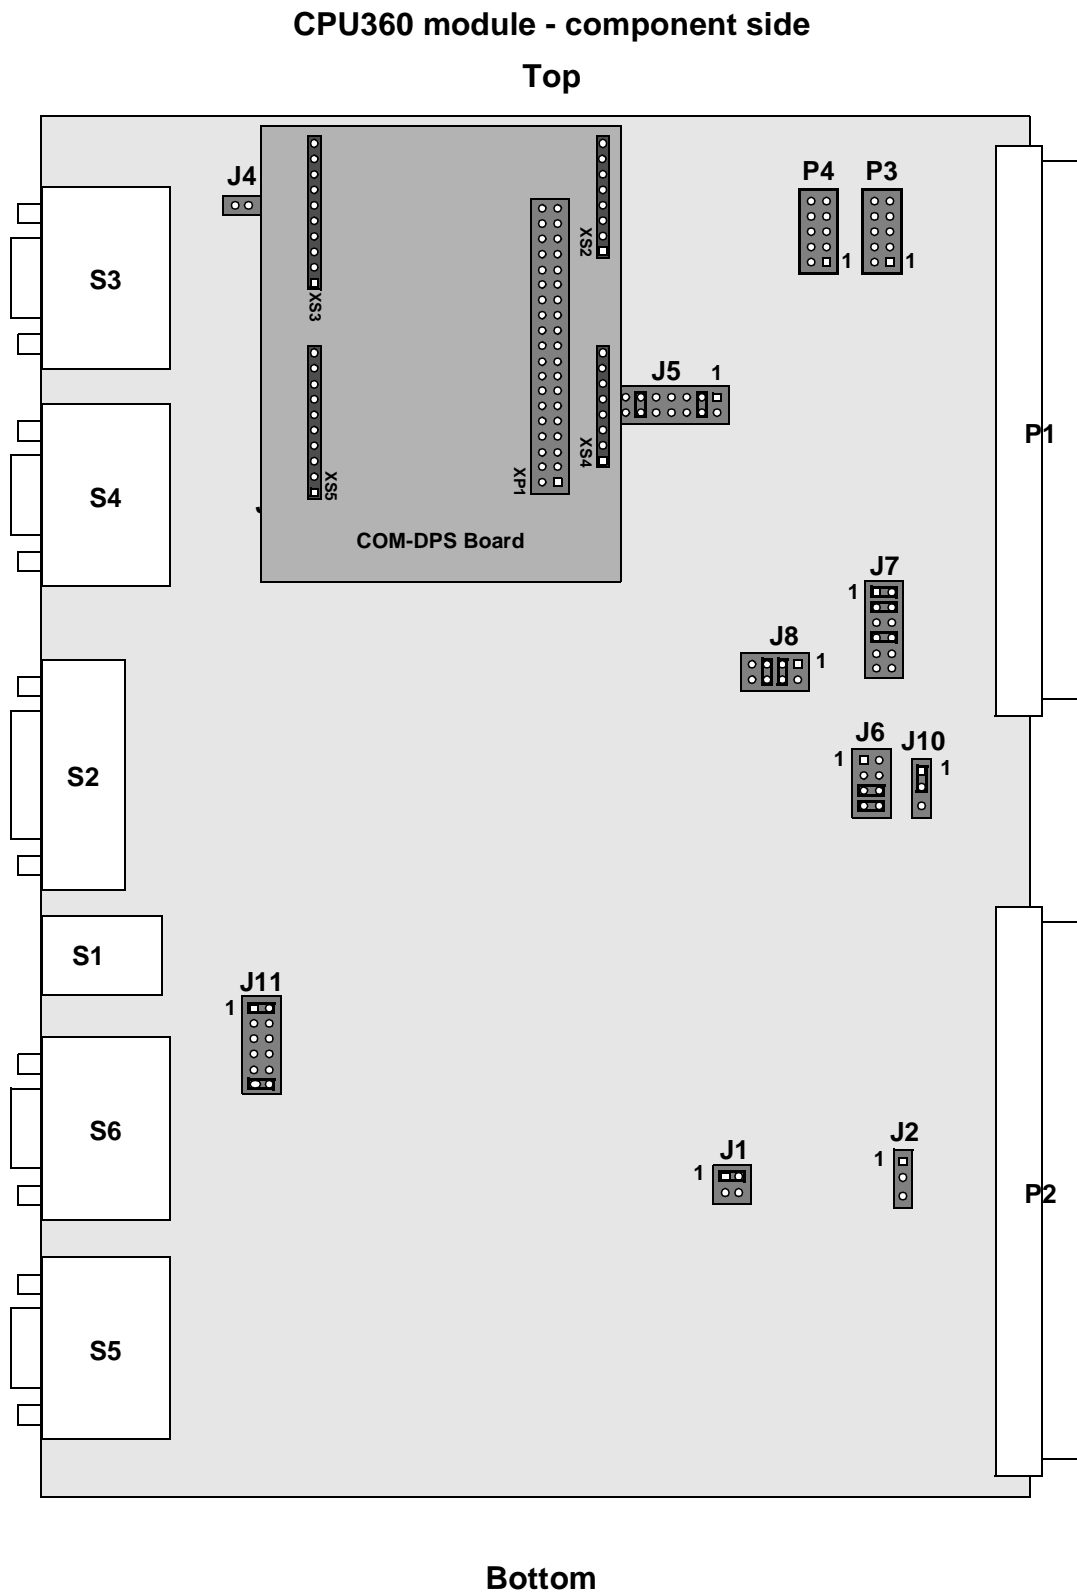 CPU360 module - component side
Top
J4
P4
P3
S3
XS3
XS2
1
1
J5
1
S4
XS5
XP1
XS4
P1
COM-DPS Board
J7
1
J8
1
S2
J6
1
J10
1
S1
J11
1
S6
J1
1
J2
1
P2
S5
Bottom